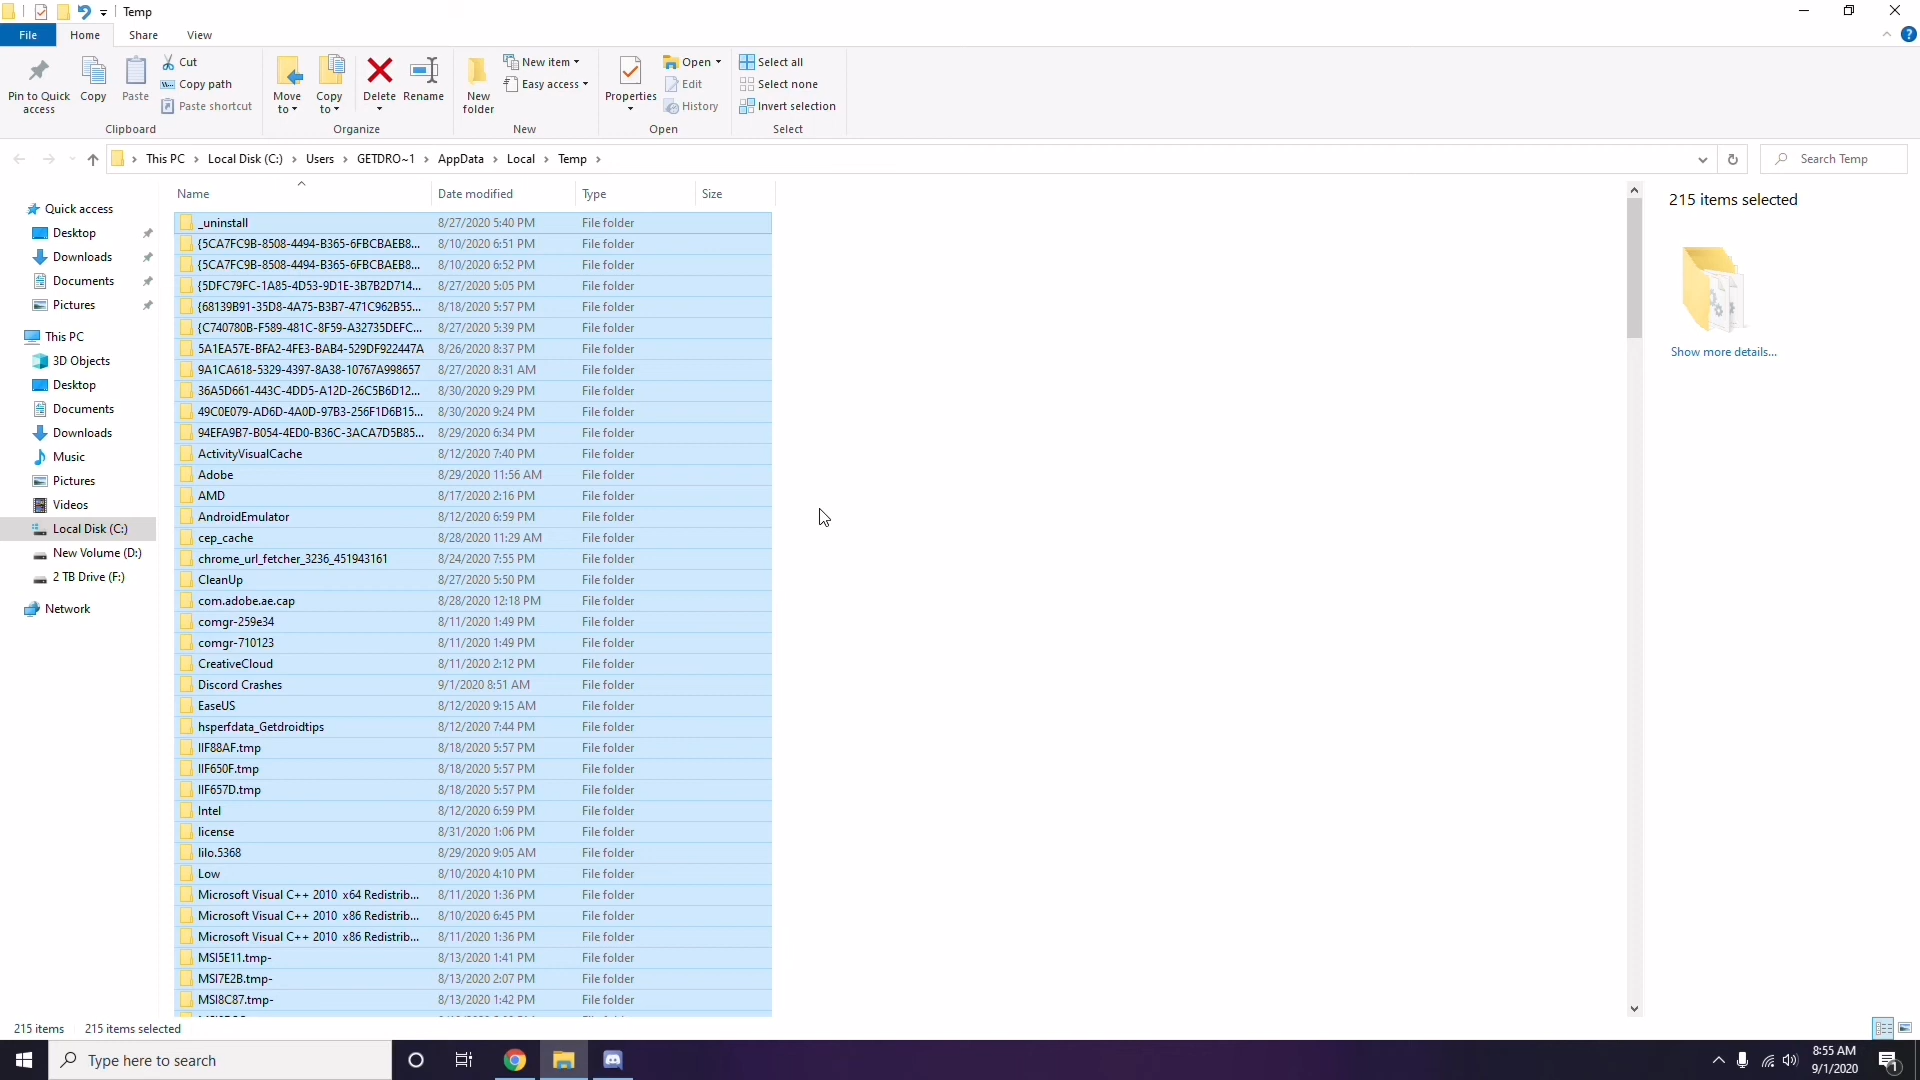 Temp
File Home Share View
Pin to Quick access
Copy
Paste
Cut
Copy path
Paste shortcut
Clipboard
Move to
Copy to
Delete
Rename
Organize
New folder
New item
Easy access
New
Properties
Open
Edit
History
Open
Select all
Select none
Invert selection
Select
This PC › Local Disk (C:) › Users › GETDRO~1 › AppData › Local › Temp ›
Search Temp
Quick access
Desktop
Downloads
Documents
Pictures
This PC
3D Objects
Desktop
Documents
Downloads
Music
Pictures
Videos
Local Disk (C:)
New Volume (D:)
2 TB Drive (F:)
Network
Name Date modified Type Size
_uninstall 8/27/2020 5:40 PM File folder
{5CA7FC9B-8508-4494-B365-6FBCBAEB8... 8/10/2020 6:51 PM File folder
{5CA7FC9B-8508-4494-B365-6FBCBAEB8... 8/10/2020 6:52 PM File folder
{5DFC79FC-1A85-4D53-9D1E-3B7B2D714... 8/27/2020 5:05 PM File folder
{68139B91-35D8-4A75-B3B7-471C962B55... 8/18/2020 5:57 PM File folder
{C740780B-F589-481C-8F59-A32735DEFC... 8/27/2020 5:39 PM File folder
5A1EA57E-BFA2-4FE3-BAB4-529DF922447A 8/26/2020 8:37 PM File folder
9A1CA618-5329-4397-8A38-10767A998657 8/27/2020 8:31 AM File folder
36A5D661-443C-4DD5-A12D-26C5B6D12... 8/30/2020 9:29 PM File folder
49C0E079-AD6D-4A0D-97B3-256F1D6B15... 8/30/2020 9:24 PM File folder
94EFA9B7-B054-4ED0-B36C-3ACA7D5B85... 8/29/2020 6:34 PM File folder
ActivityVisualCache 8/12/2020 7:40 PM File folder
Adobe 8/29/2020 11:56 AM File folder
AMD 8/17/2020 2:16 PM File folder
AndroidEmulator 8/12/2020 6:59 PM File folder
cep_cache 8/28/2020 11:29 AM File folder
chrome_url_fetcher_3236_451943161 8/24/2020 7:55 PM File folder
CleanUp 8/27/2020 5:50 PM File folder
com.adobe.ae.cap 8/28/2020 12:18 PM File folder
comgr-259e34 8/11/2020 1:49 PM File folder
comgr-710123 8/11/2020 1:49 PM File folder
CreativeCloud 8/11/2020 2:12 PM File folder
Discord Crashes 9/1/2020 8:51 AM File folder
EaseUS 8/12/2020 9:15 AM File folder
hsperfdata_Getdroidtips 8/12/2020 7:44 PM File folder
IIF88AF.tmp 8/18/2020 5:57 PM File folder
IIF650F.tmp 8/18/2020 5:57 PM File folder
IIF657D.tmp 8/18/2020 5:57 PM File folder
Intel 8/12/2020 6:59 PM File folder
license 8/31/2020 1:06 PM File folder
lilo.5368 8/29/2020 9:05 AM File folder
Low 8/10/2020 4:10 PM File folder
Microsoft Visual C++ 2010 x64 Redistrib... 8/11/2020 1:36 PM File folder
Microsoft Visual C++ 2010 x86 Redistrib... 8/10/2020 6:45 PM File folder
Microsoft Visual C++ 2010 x86 Redistrib... 8/11/2020 1:36 PM File folder
MSI5E11.tmp- 8/13/2020 1:41 PM File folder
MSI7E2B.tmp- 8/13/2020 2:07 PM File folder
MSI8C87.tmp- 8/13/2020 1:42 PM File folder
215 items selected
Show more details...
215 items 215 items selected
Type here to search
8:55 AM
9/1/2020
1